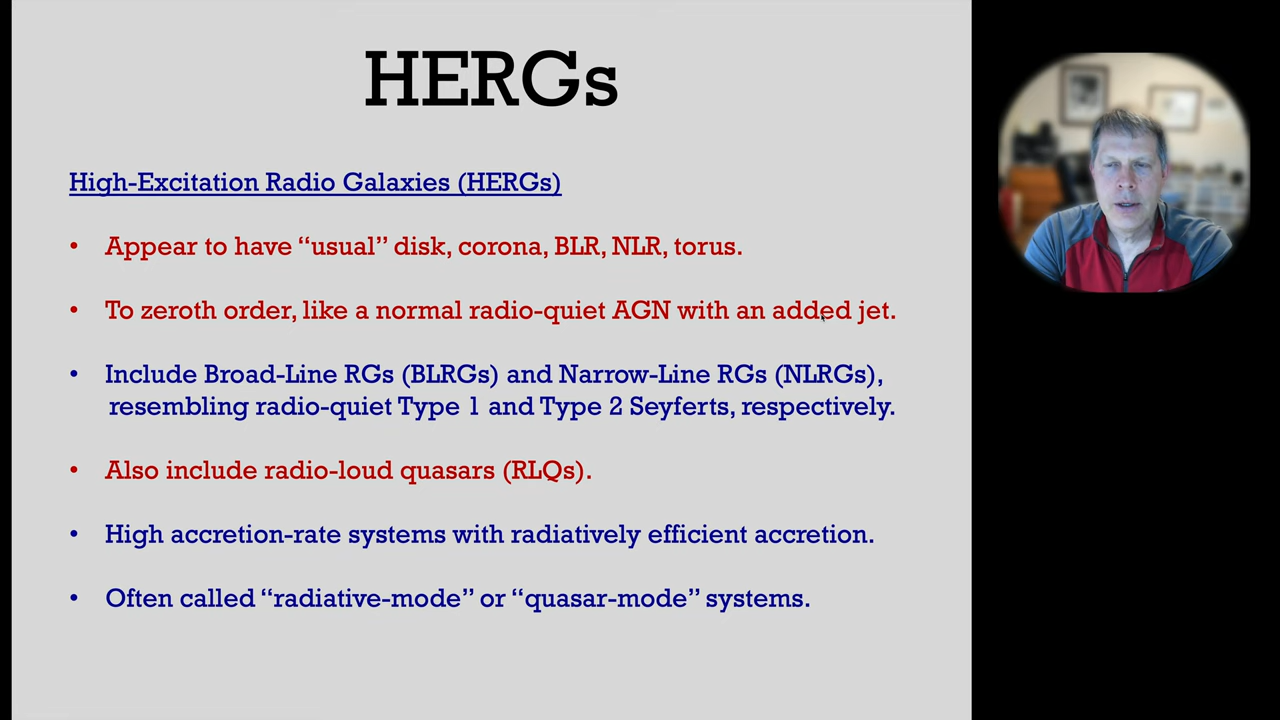 HERGs
High-Excitation Radio Galaxies (HERGs)
• Appear to have “usual” disk, corona, BLR, NLR, torus.
• To zeroth order, like a normal radio-quiet AGN with an added jet.
• Include Broad-Line RGs (BLRGs) and Narrow-Line RGs (NLRGs),
resembling radio-quiet Type 1 and Type 2 Seyferts, respectively.
• Also include radio-loud quasars (RLQs).
• High accretion-rate systems with radiatively efficient accretion.
• Often called “radiative-mode” or “quasar-mode” systems.